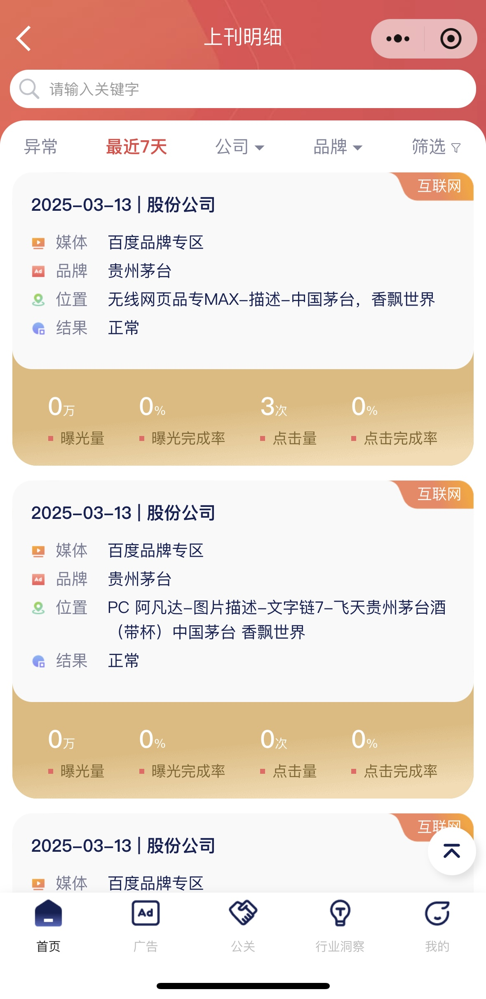 上刊明细
请输入关键字
异常 最近7天 公司 品牌 筛选
互联网
2025-03-13 | 股份公司
媒体 百度品牌专区
Ad 品牌 贵州茅台
位置 无线网页品专MAX-描述-中国茅台，香飘世界
结果 正常
0万 0% 3次 0%
曝光量 曝光完成率 点击量 点击完成率
互联网
2025-03-13 | 股份公司
媒体 百度品牌专区
Ad 品牌 贵州茅台
位置 PC 阿凡达-图片描述-文字链7-飞天贵州茅台酒
（带杯）中国茅台 香飘世界
结果 正常
0万 0% 0次 0%
曝光量 曝光完成率 点击量 点击完成率
互联网
2025-03-13 | 股份公司
媒体 百度品牌专区
Ad
首页 广告 公关 行业洞察 我的